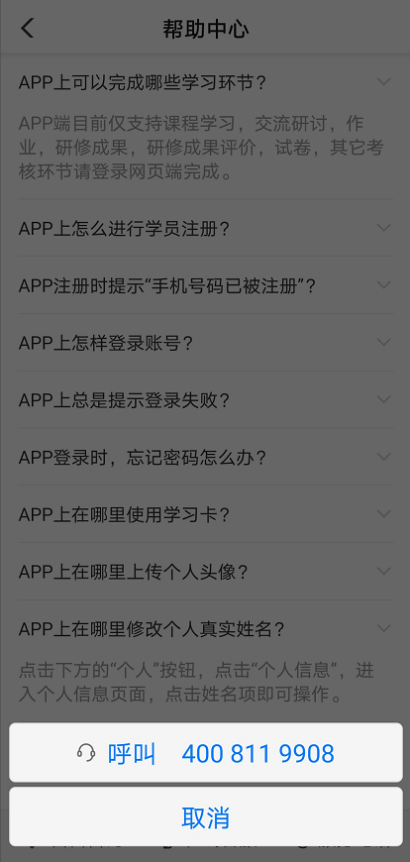 帮助中心
APP上可以完成哪些学习环节?
APP端目前仅支持课程学习，交流研讨，作
业，研修成果，研修成果评价，试卷，其它考
核环节请登录网页端完成。
APP上怎么进行学员注册?
APP注册时提示“手机号码已被注册”?
APP上怎样登录账号?
APP上总是提示登录失败?
APP登录时，忘记密码怎么办?
APP上在哪里使用学习卡?
APP上在哪里上传个人头像?
APP上在哪里修改个人真实姓名?
点击下方的“个人”按钮，点击“个人信息”，进
入个人信息页面，点击姓名项即可操作。
呼叫 400 811 9908
取消